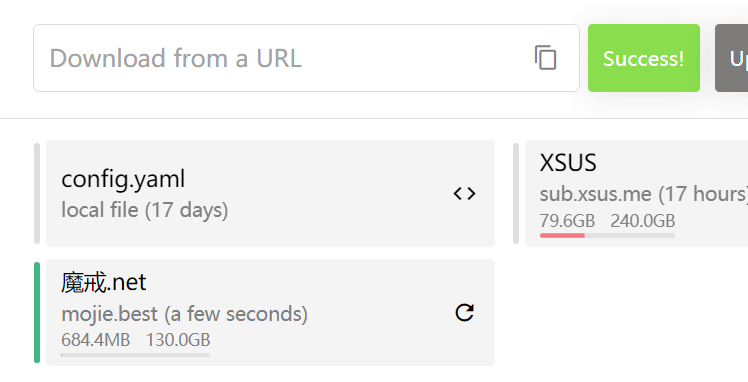 Download from a URL
Success!
Up
config.yaml
local file (17 days)
XSUS
sub.xsus.me (17 hours)
79.6GB 240.0GB
魔戒.net
mojie.best (a few seconds)
684.4MB 130.0GB